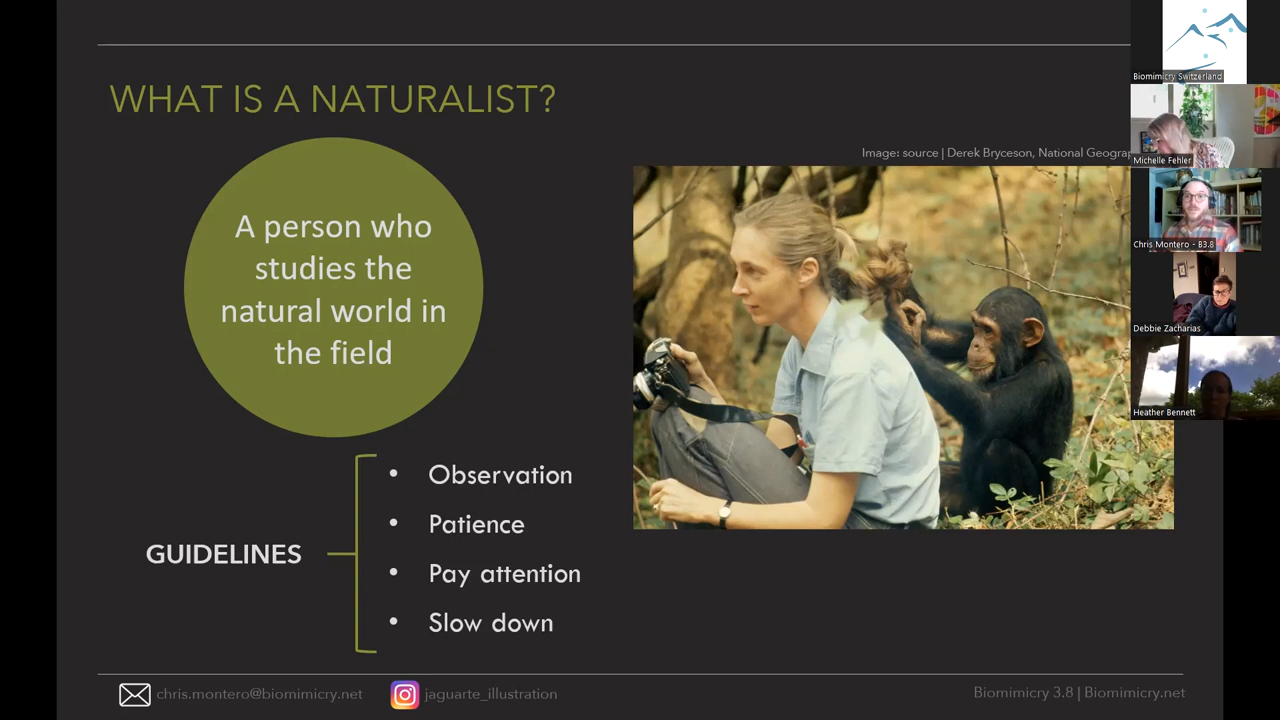 WHAT IS A NATURALIST?
A person who
studies the
natural world in
the field
Image: source | Derek Bryceson, National Geograp
GUIDELINES
• Observation
• Patience
• Pay attention
• Slow down
chris.montero@biomimicry.net
jaguarte_illustration
Biomimicry 3.8 | Biomimicry.net
Biomimicry Switzerland
Michelle Fehler
Chris Montero - B3.8
Debbie Zacharias
Heather Bennett